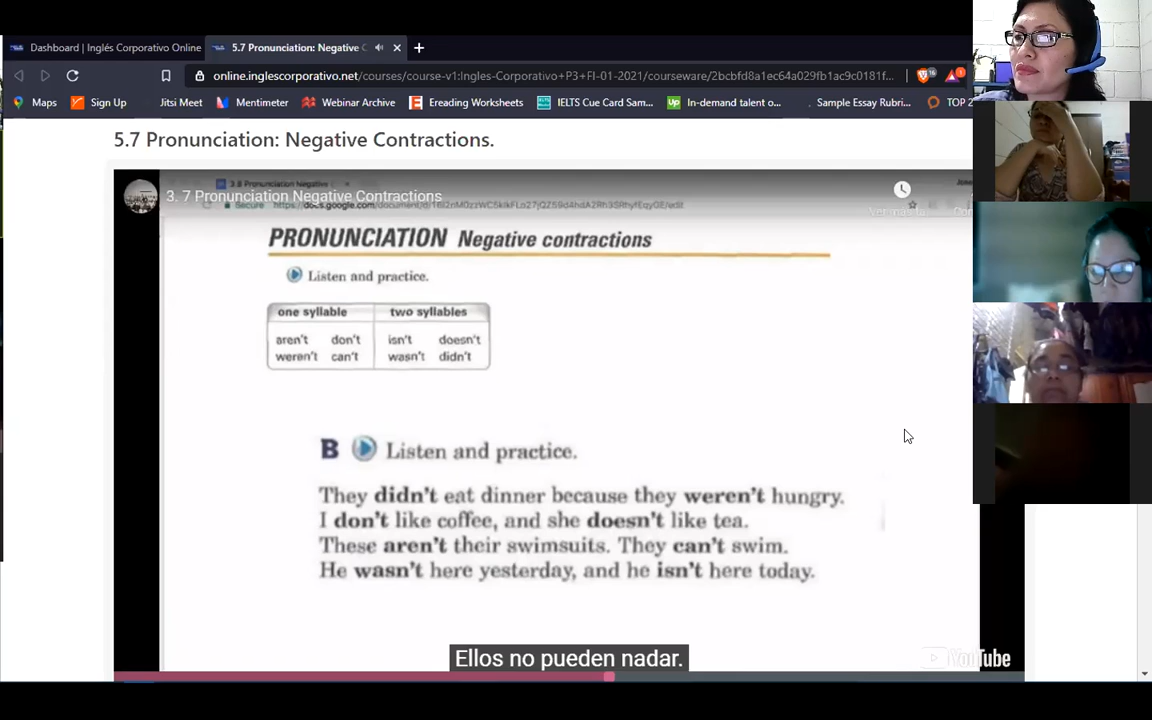 Dashboard | Inglés Corporativo Online
5.7 Pronunciation: Negative C
online.inglescorporativo.net/courses/course-v1:Ingles-Corporativo+P3+FI-01-2021/courseware/2bcbfd8a1ec64a029fb1ac9c0181f...
Maps Sign Up Jitsi Meet Mentimeter Webinar Archive Ereading Worksheets IELTS Cue Card Sam... In-demand talent o... Sample Essay Rubri... TOP 2
5.7 Pronunciation: Negative Contractions.
3. 7 Pronunciation Negative Contractions
PRONUNCIATION Negative contractions
Listen and practice.
one syllable two syllables
aren't don't isn't doesn't
weren't can't wasn't didn't
B Listen and practice.
They didn't eat dinner because they weren't hungry.
I don't like coffee, and she doesn't like tea.
These aren't their swimsuits. They can't swim.
He wasn't here yesterday, and he isn't here today.
Ellos no pueden nadar.
YouTube